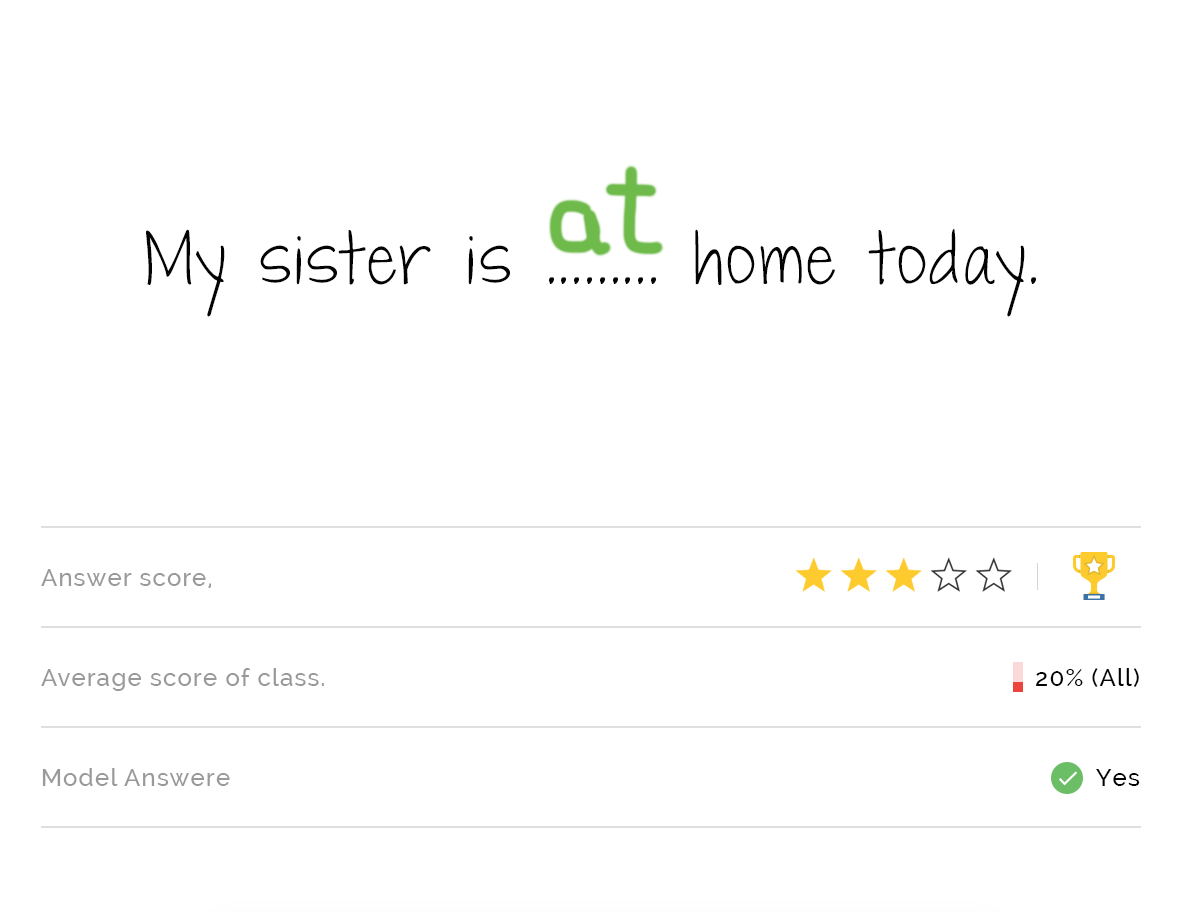 My sister is at home today.
Answer score,
Average score of class. 20% (All)
Model Answere Yes